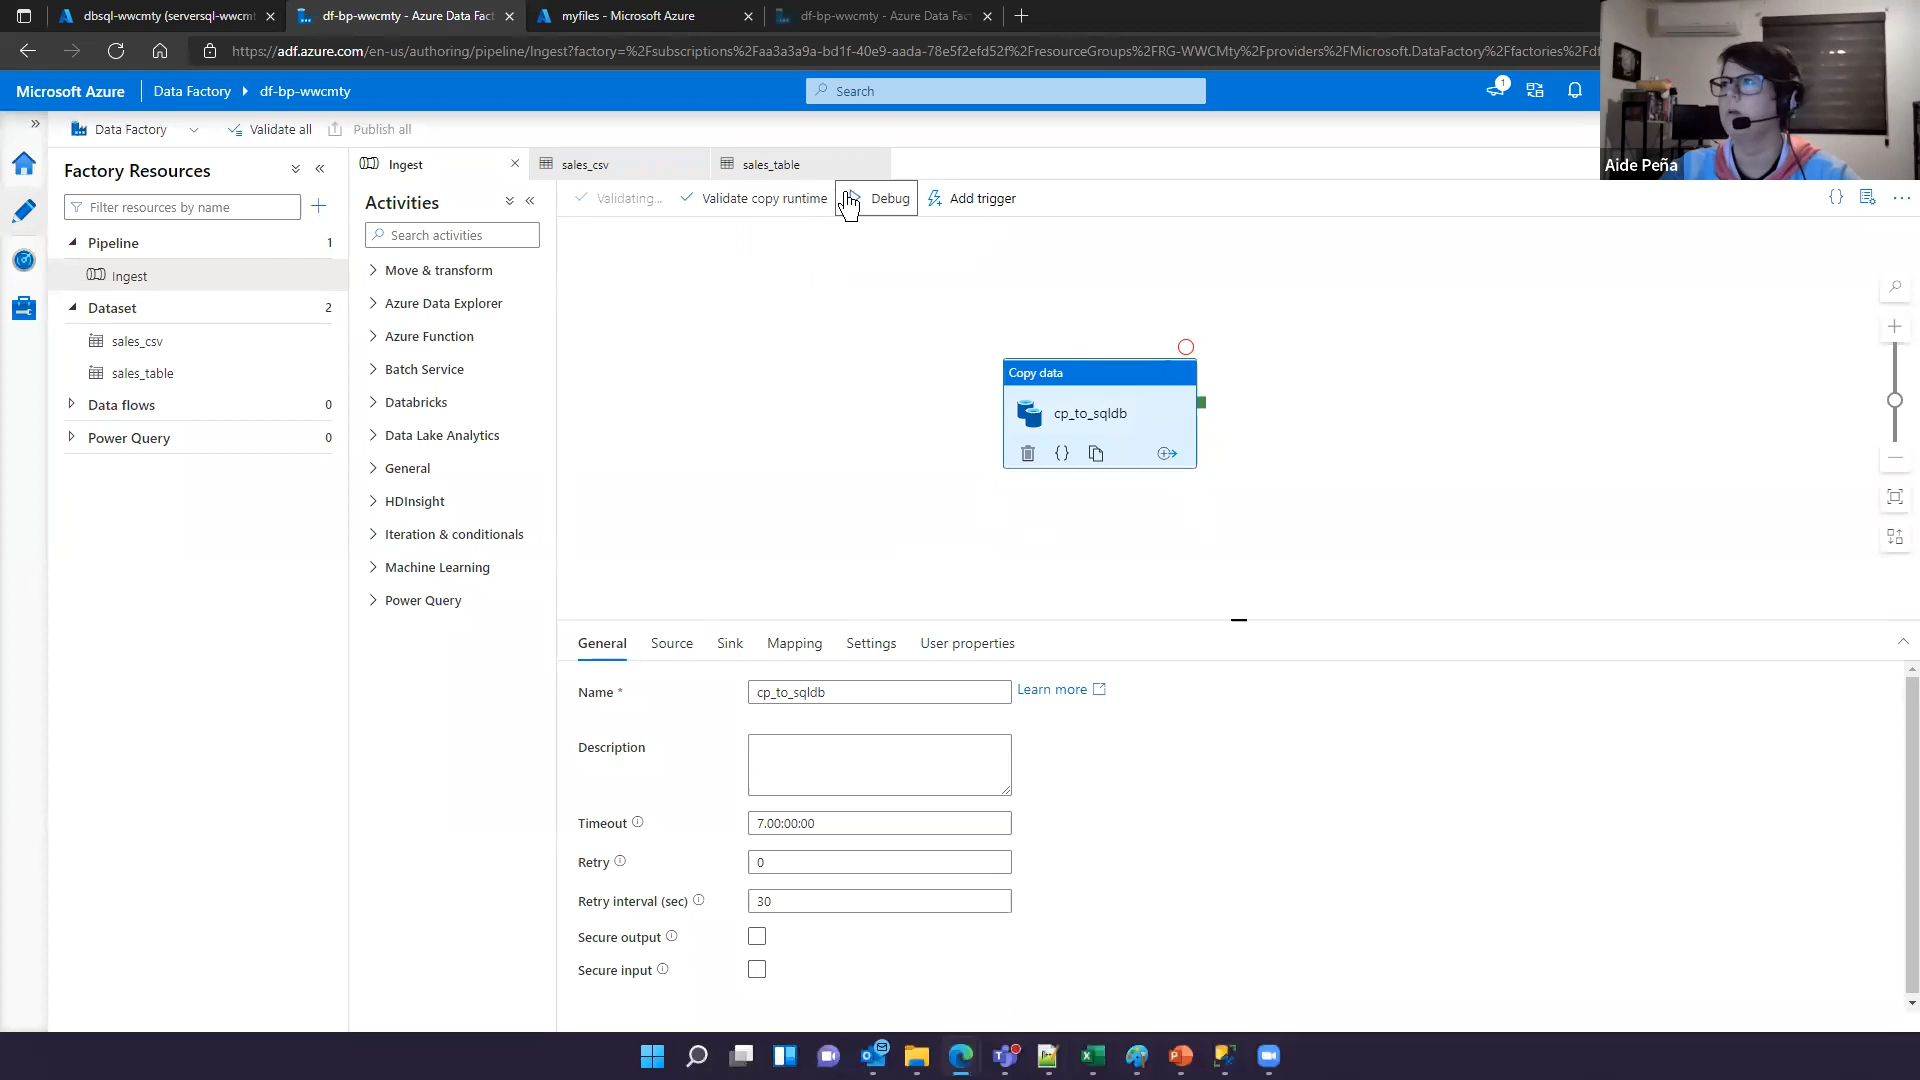 dbsql-wwcmty (serversql-wwcmt
df-bp-wwcmty - Azure Data Fact
myfiles - Microsoft Azure
df-bp-wwcmty - Azure Data Fact
https://adf.azure.com/en-us/authoring/pipeline/Ingest?factory=%2Fsubscriptions%2Faa3a3a9a-bd1f-40e9-aada-78e5f2efd52f%2FresourceGroups%2FRG-WWCMty%2Fproviders%2FMicrosoft.DataFactory%2Ffactories%2Fdf
Microsoft Azure
Data Factory
df-bp-wwcmty
Search
1
Data Factory
Validate all
Publish all
Aide Peña
Factory Resources
Filter resources by name
Pipeline 1
Ingest
Dataset 2
sales_csv
sales_table
Data flows 0
Power Query 0
Ingest
sales_csv
sales_table
Activities
Search activities
Move & transform
Azure Data Explorer
Azure Function
Batch Service
Databricks
Data Lake Analytics
General
HDInsight
Iteration & conditionals
Machine Learning
Power Query
Validating...
Validate copy runtime
Debug
Add trigger
Copy data
cp_to_sqldb
General
Source
Sink
Mapping
Settings
User properties
Name *
cp_to_sqldb
Learn more
Description
Timeout
7.00:00:00
Retry
0
Retry interval (sec)
30
Secure output
Secure input